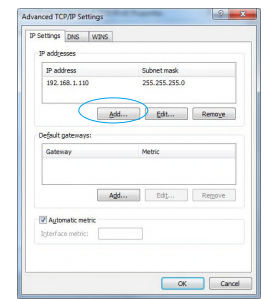 Advanced TCP/IP Settings
IP Settings DNS WINS
IP addresses
IP address Subnet mask
192.168.1.110 255.255.255.0
Add... Edit... Remove
Default gateways:
Gateway Metric
Add... Edit... Remove
Automatic metric
Interface metric:
OK Cancel